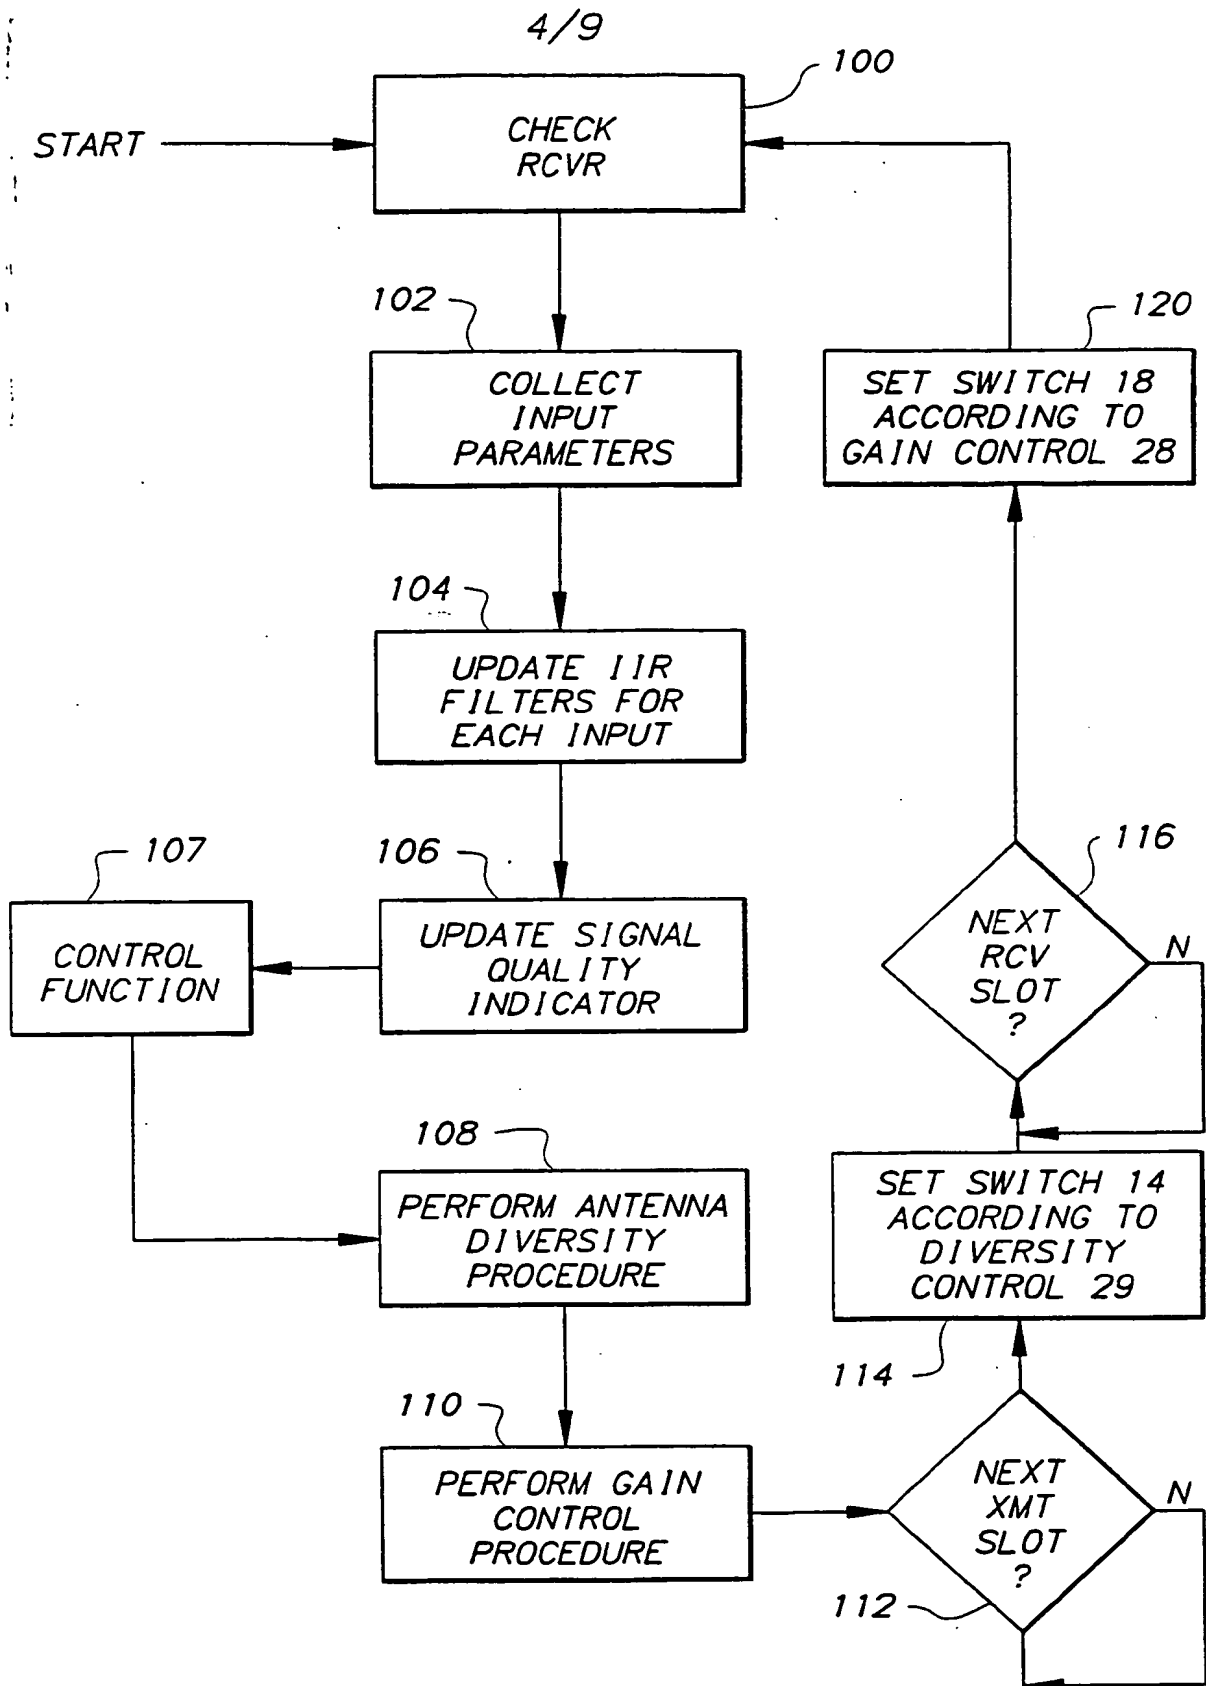 4/9
100
START
CHECK
RCVR
102
COLLECT
INPUT
PARAMETERS
120
SET SWITCH 18
ACCORDING TO
GAIN CONTROL 28
104
UPDATE IIR
FILTERS FOR
EACH INPUT
107
CONTROL
FUNCTION
106
UPDATE SIGNAL
QUALITY
INDICATOR
116
NEXT
RCV
SLOT
?
N
108
PERFORM ANTENNA
DIVERSITY
PROCEDURE
SET SWITCH 14
ACCORDING TO
DIVERSITY
CONTROL 29
114
110
PERFORM GAIN
CONTROL
PROCEDURE
NEXT
XMT
SLOT
?
N
112